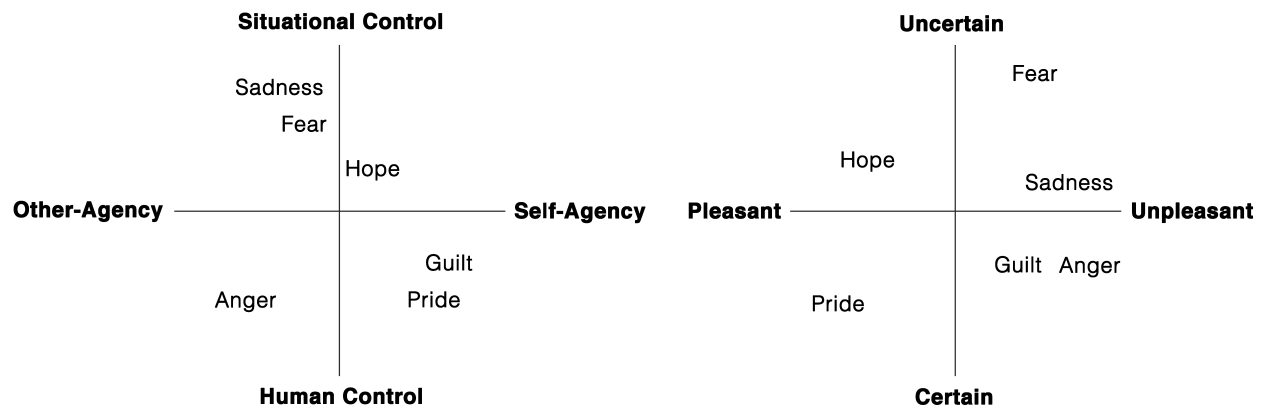 Situational Control
Sadness
Fear
Hope
Other-Agency
Self-Agency
Guilt
Anger
Pride
Human Control
Uncertain
Fear
Hope
Sadness
Pleasant
Unpleasant
Guilt Anger
Pride
Certain